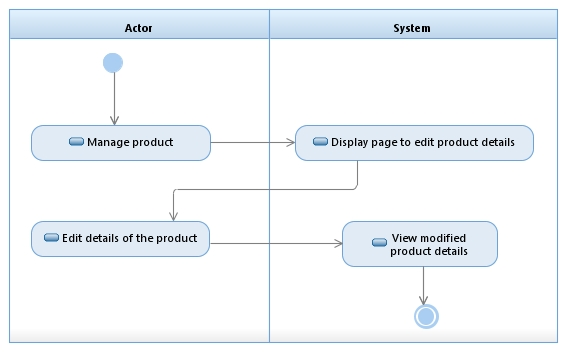 Actor
System
Manage product
Display page to edit product details
Edit details of the product
View modified
product details